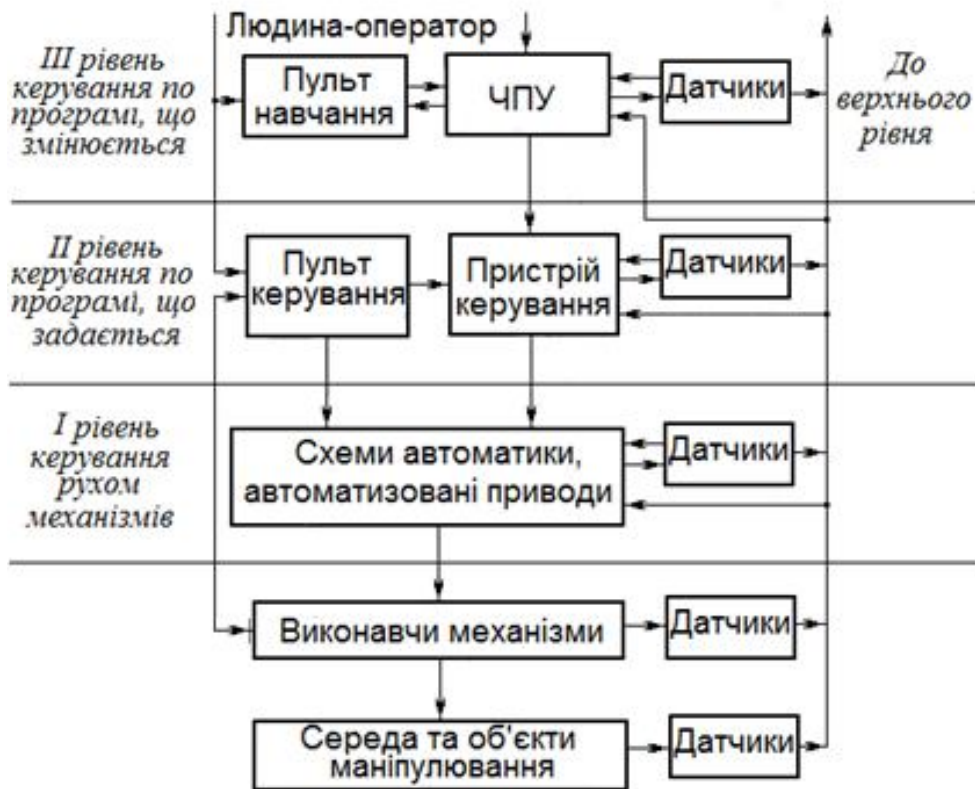 Людина-оператор
III рівень
керування по
програмі, що
змінюється
Пульт
навчання
ЧПУ
Датчики
До
верхнього
рівня
II рівень
керування по
програмі, що
задається
Пульт
керування
Пристрій
керування
Датчики
I рівень
керування
рухом
механізмів
Схеми автоматики,
автоматизовані приводи
Датчики
Виконавчи механізми
Датчики
Середа та об'єкти
маніпулювання
Датчики